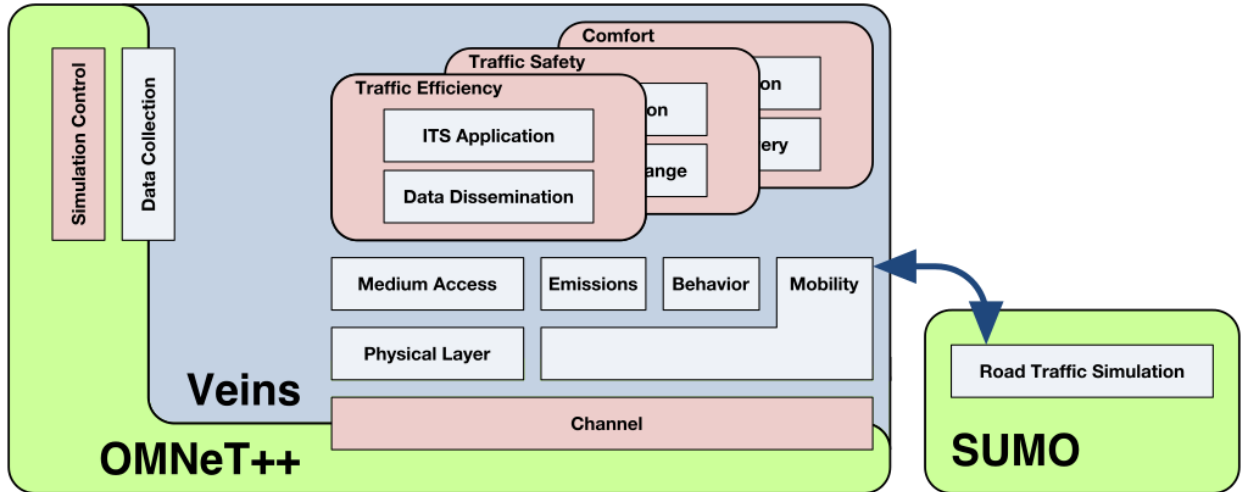 Comfort
Traffic Safety
Traffic Efficiency
ITS Application
Data Dissemination
Simulation Control
Data Collection
Medium Access
Emissions
Behavior
Mobility
Physical Layer
Road Traffic Simulation
Veins
Channel
OMNeT++
SUMO